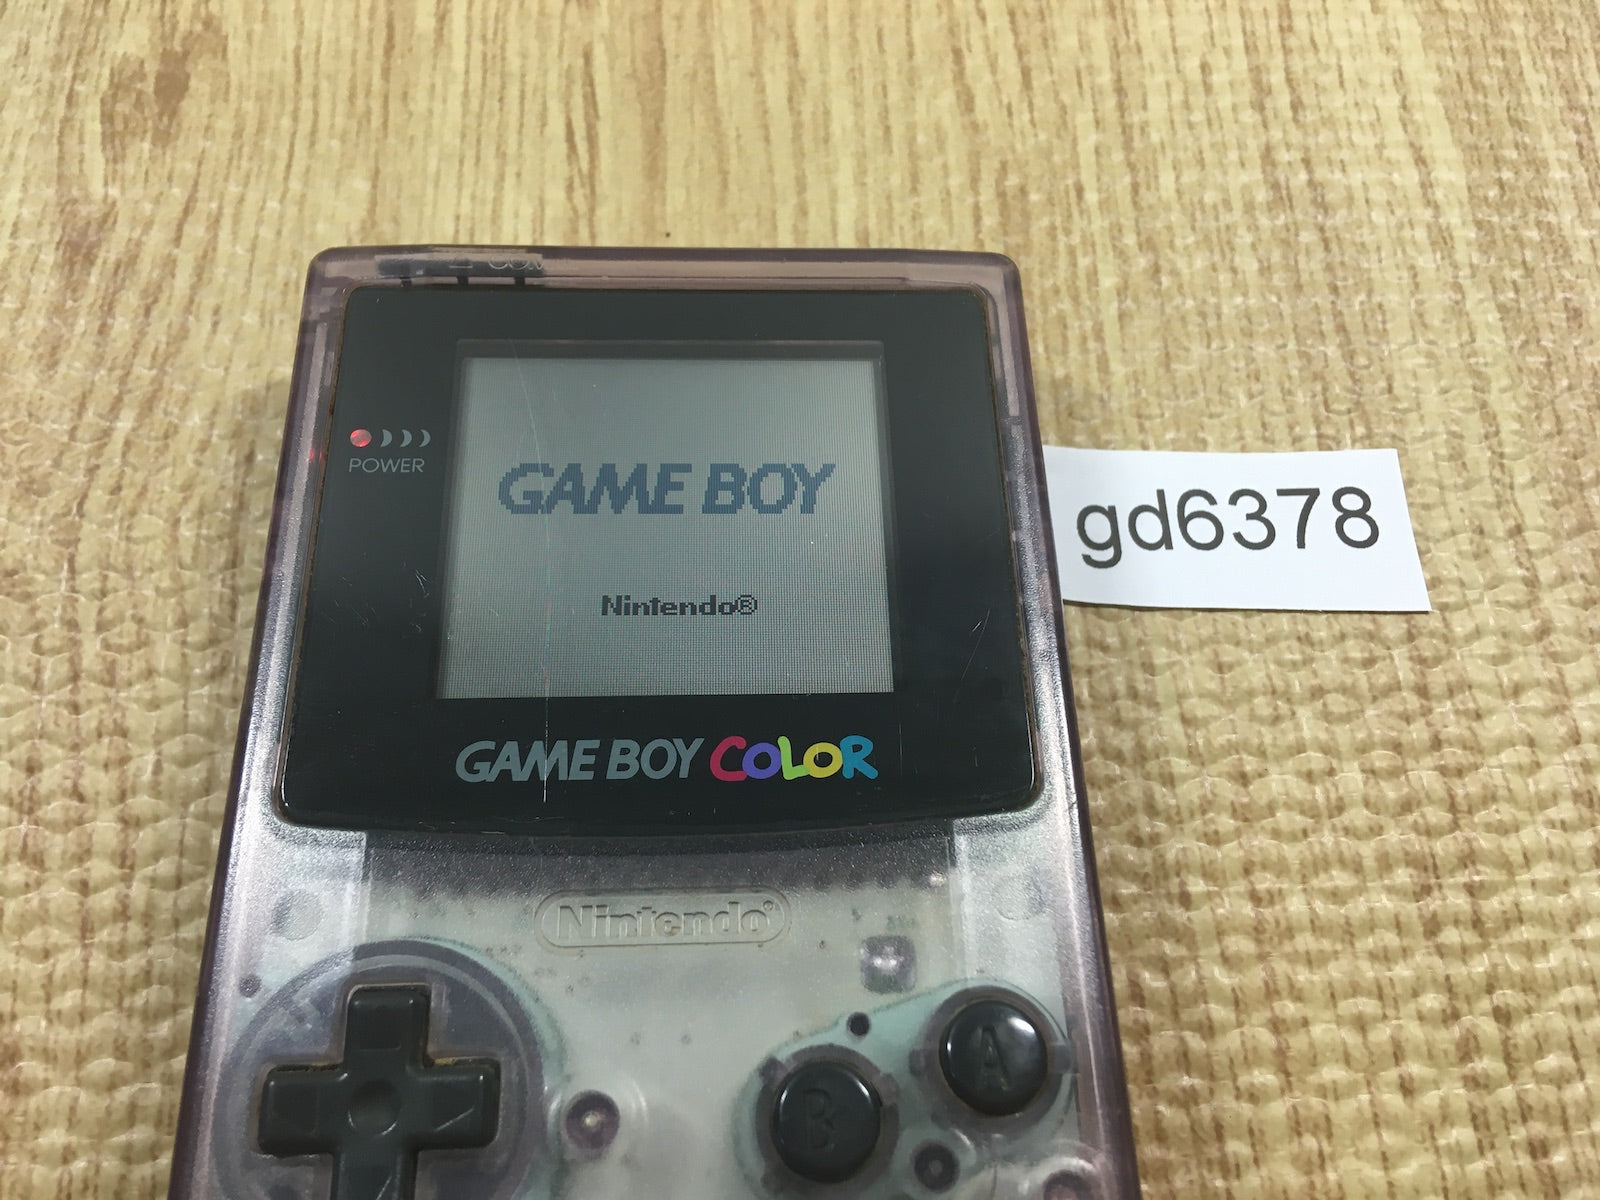 POWER
GAME BOY
Nintendo®
gd6378
GAME BOY COLOR
Nintendo®
A
B